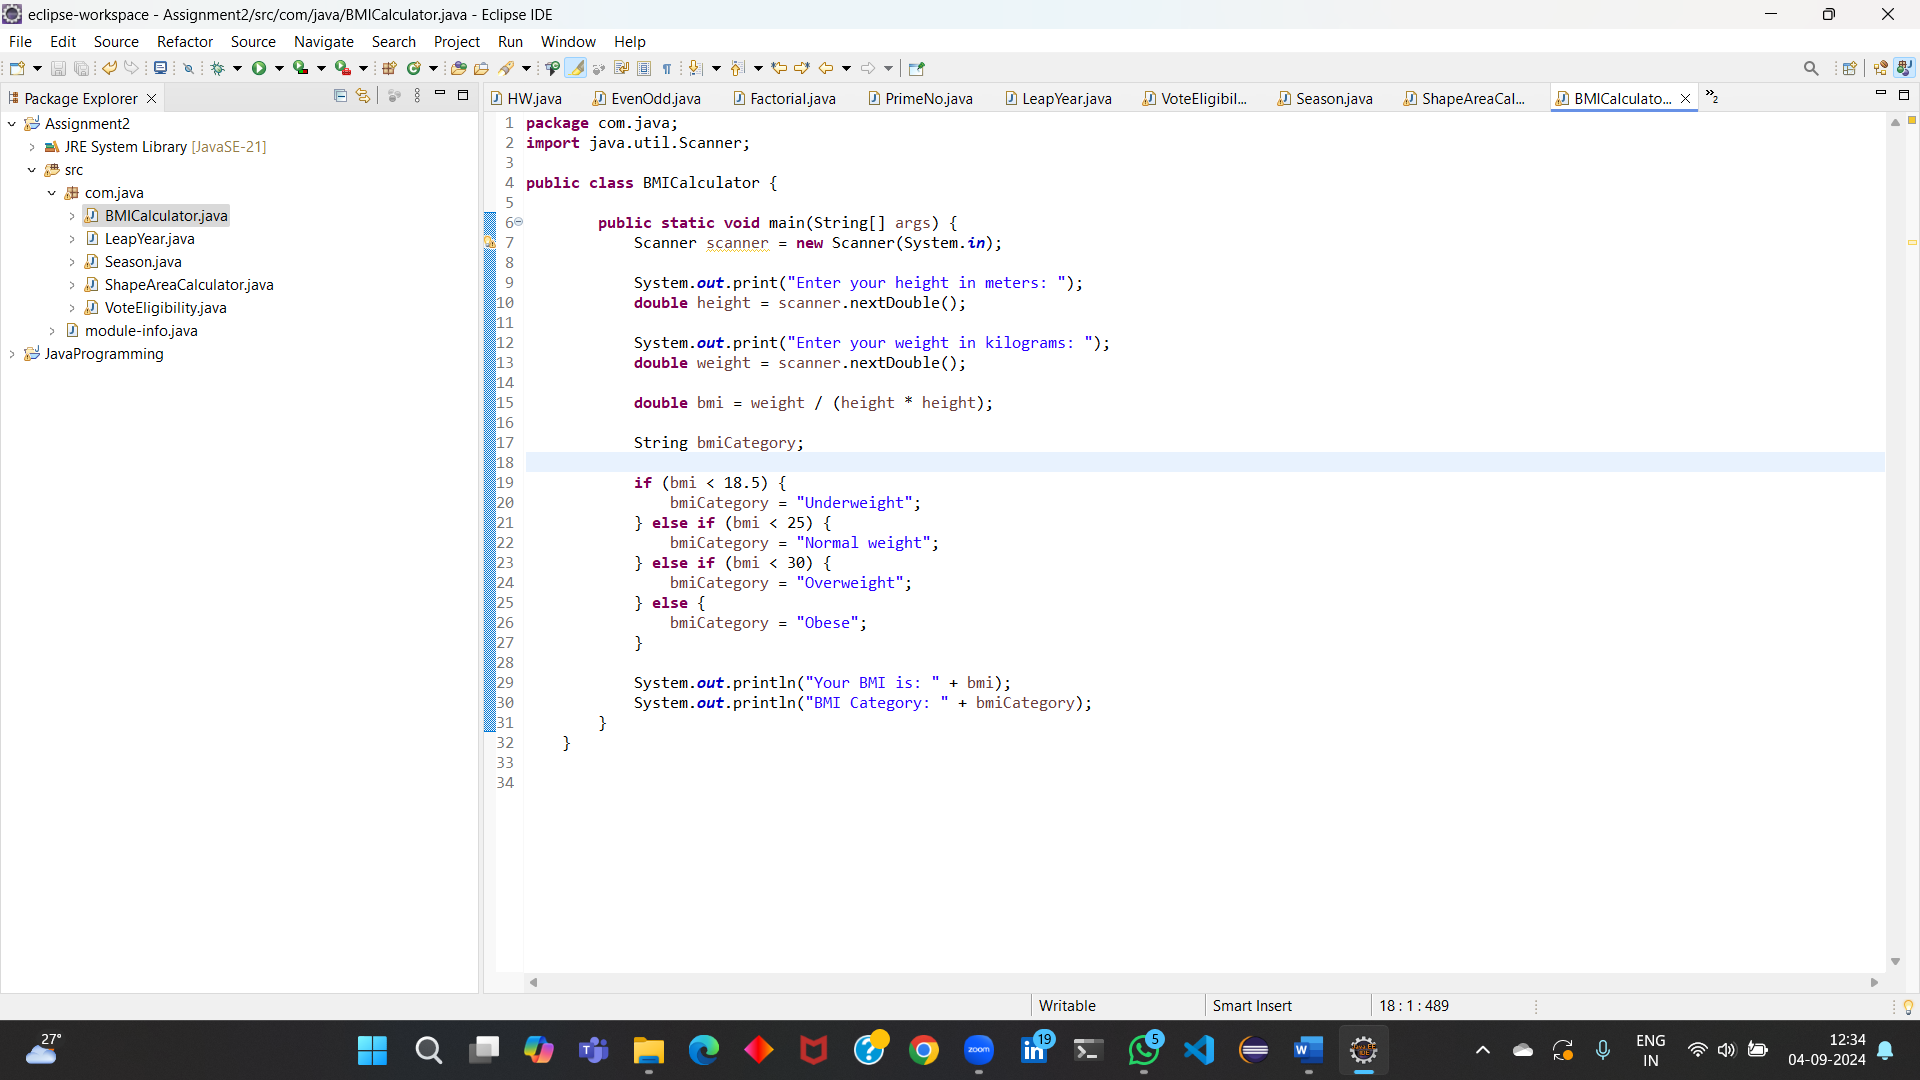 eclipse-workspace - Assignment2/src/com/java/BMICalculator.java - Eclipse IDE
File Edit Source Refactor Source Navigate Search Project Run Window Help
Package Explorer
HW.java EvenOdd.java Factorial.java PrimeNo.java LeapYear.java VoteEligibil... Season.java ShapeAreaCal... BMICalculato... »2
Assignment2
JRE System Library [JavaSE-21]
src
com.java
BMICalculator.java
LeapYear.java
Season.java
ShapeAreaCalculator.java
VoteEligibility.java
module-info.java
JavaProgramming
1 package com.java;
2 import java.util.Scanner;
3
4 public class BMICalculator {
5
6 public static void main(String[] args) {
7 Scanner scanner = new Scanner(System.in);
8
9 System.out.print("Enter your height in meters: ");
10 double height = scanner.nextDouble();
11
12 System.out.print("Enter your weight in kilograms: ");
13 double weight = scanner.nextDouble();
14
15 double bmi = weight / (height * height);
16
17 String bmiCategory;
18
19 if (bmi < 18.5) {
20 bmiCategory = "Underweight";
21 } else if (bmi < 25) {
22 bmiCategory = "Normal weight";
23 } else if (bmi < 30) {
24 bmiCategory = "Overweight";
25 } else {
26 bmiCategory = "Obese";
27 }
28
29 System.out.println("Your BMI is: " + bmi);
30 System.out.println("BMI Category: " + bmiCategory);
31 }
32 }
33
34
Writable Smart Insert 18 : 1 : 489
27° zoom 19 5 ENG 12:34
IN 04-09-2024